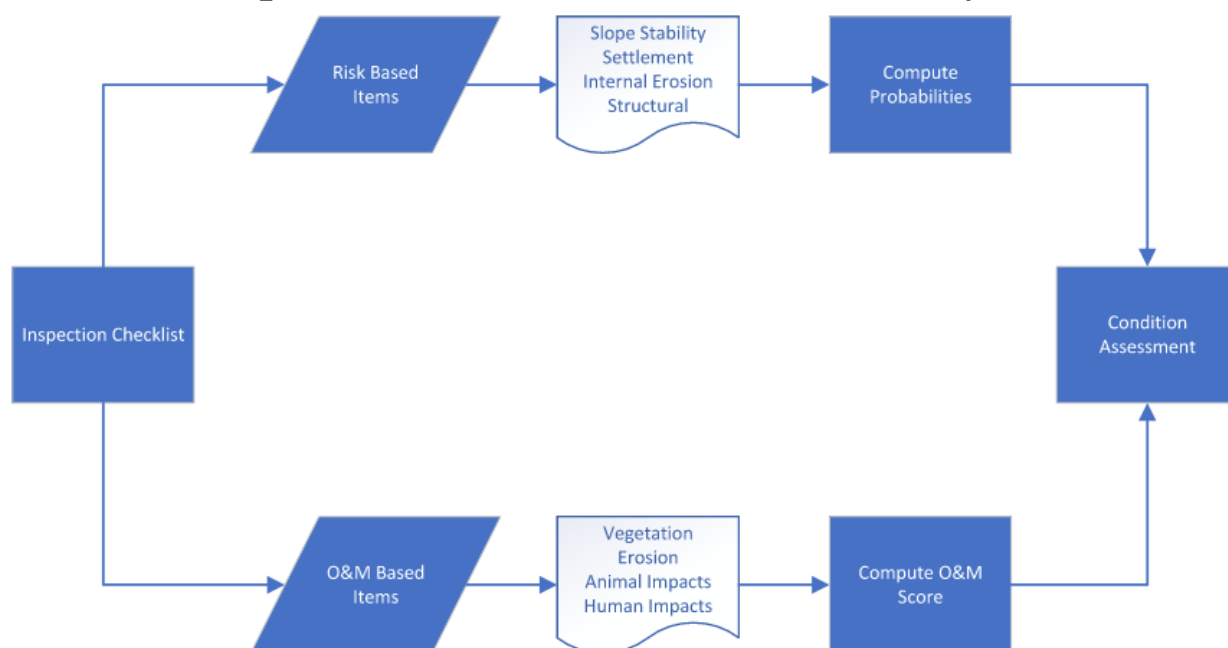 Risk Based
Items
Slope Stability
Settlement
Internal Erosion
Structural
Compute
Probabilities
Inspection Checklist
Condition
Assessment
O&M Based
Items
Vegetation
Erosion
Animal Impacts
Human Impacts
Compute O&M
Score